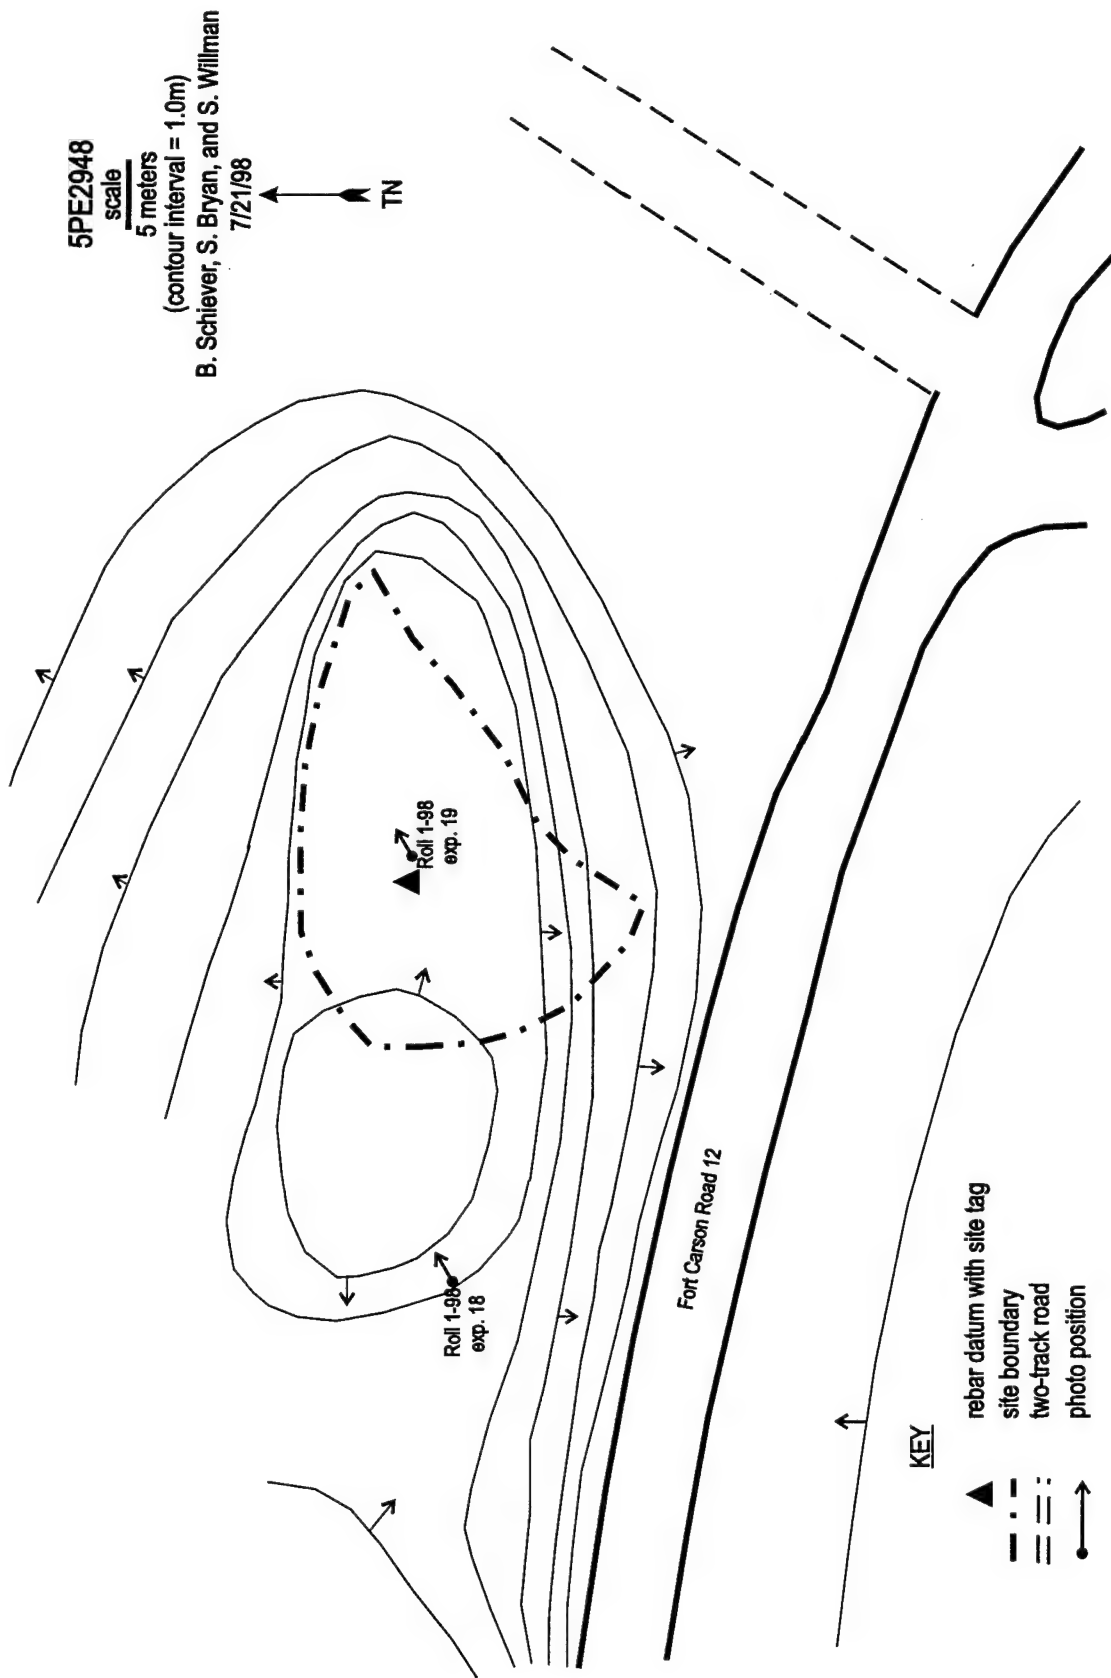 5PE2948
scale
5 meters
(contour interval = 1.0m)
B. Schiever, S. Bryan, and S. Willman
7/21/98
TN
Roll 1-98
exp. 19
Roll 1-98
exp. 18
Fort Carson Road 12
KEY
rebar datum with site tag
site boundary
two-track road
photo position